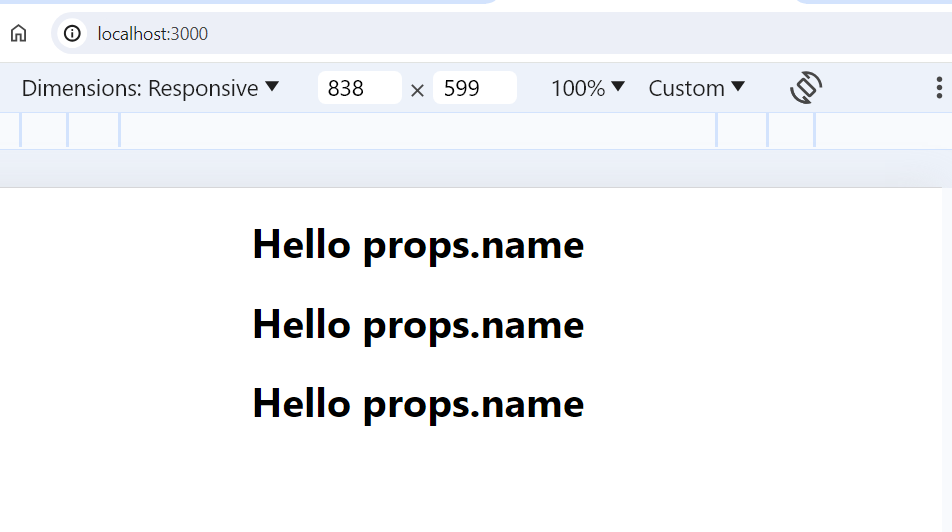 localhost:3000
Dimensions: Responsive 838 × 599 100% Custom
Hello props.name
Hello props.name
Hello props.name